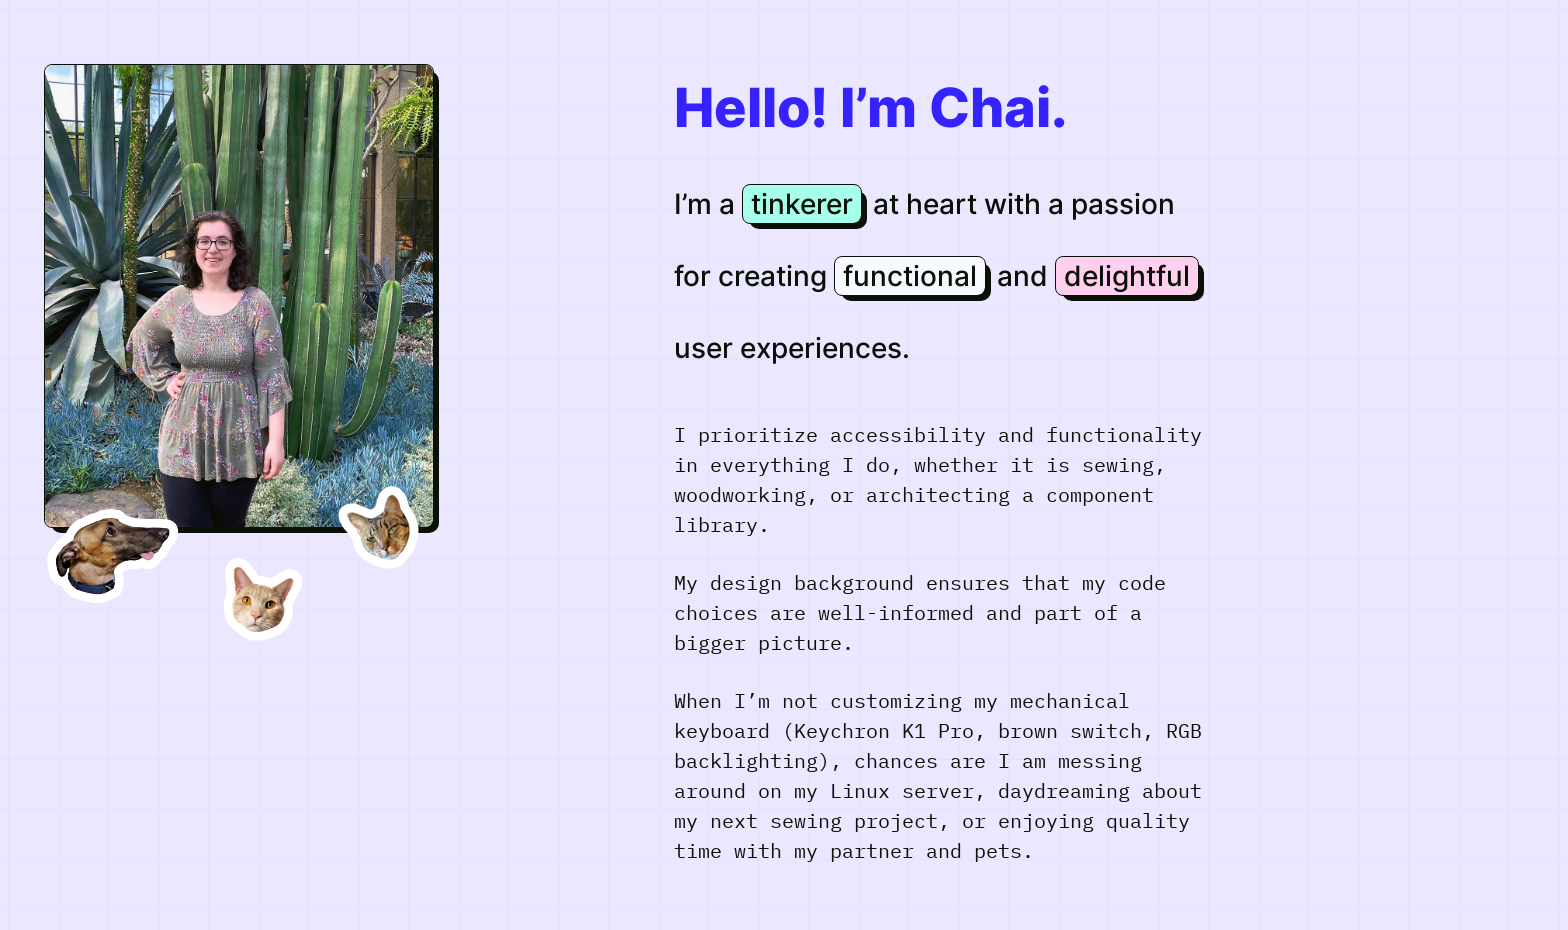 Hello! I’m Chai.
I’m a tinkerer at heart with a passion
for creating functional and delightful
user experiences.
I prioritize accessibility and functionality
in everything I do, whether it is sewing,
woodworking, or architecting a component
library.
My design background ensures that my code
choices are well-informed and part of a
bigger picture.
When I’m not customizing my mechanical
keyboard (Keychron K1 Pro, brown switch, RGB
backlighting), chances are I am messing
around on my Linux server, daydreaming about
my next sewing project, or enjoying quality
time with my partner and pets.